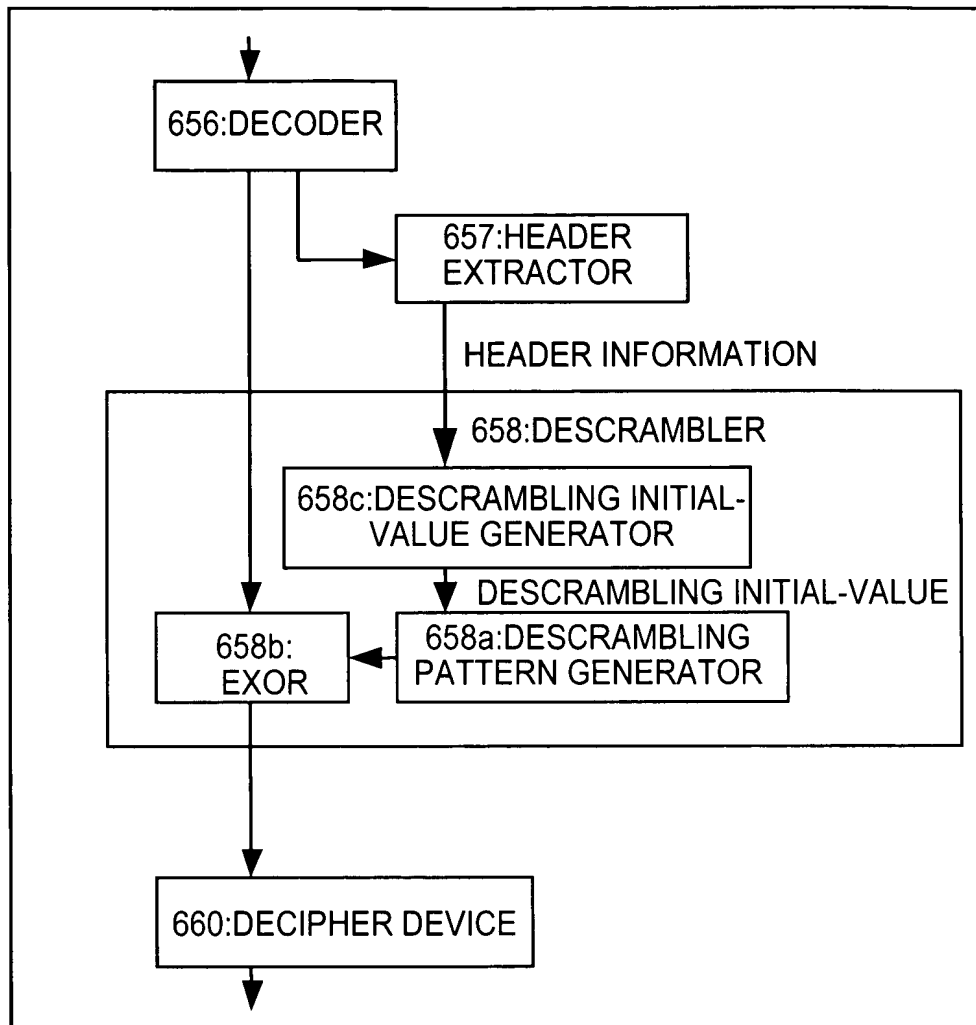 656:DECODER
657:HEADER
EXTRACTOR
HEADER INFORMATION
658:DESCRAMBLER
658c:DESCRAMBLING INITIAL-
VALUE GENERATOR
DESCRAMBLING INITIAL-VALUE
658b:
EXOR
658a:DESCRAMBLING
PATTERN GENERATOR
660:DECIPHER DEVICE